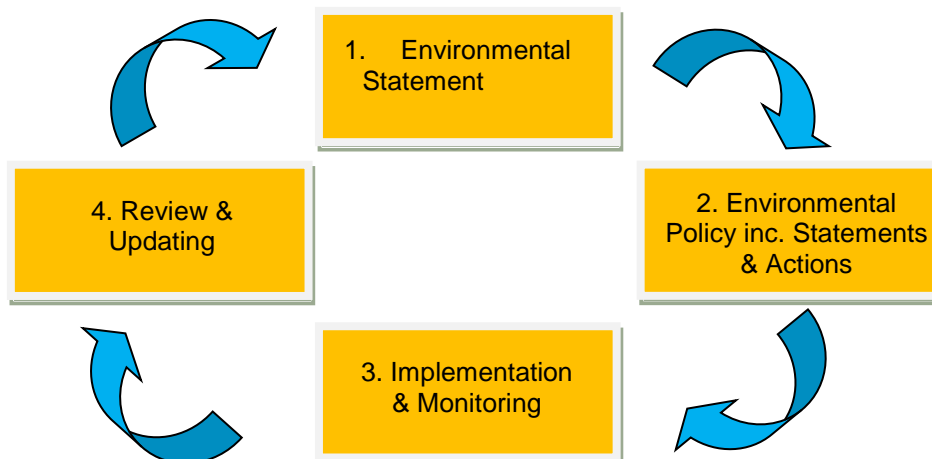 1. Environmental
Statement
2. Environmental
Policy inc. Statements
& Actions
3. Implementation
& Monitoring
4. Review &
Updating